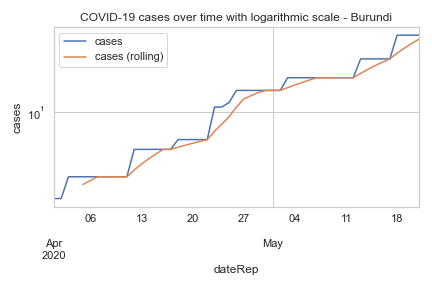 COVID-19 cases over time with logarithmic scale - Burundi
cases
cases (rolling)
cases
10¹
06 13 20 27 04 11 18
Apr May
2020
dateRep